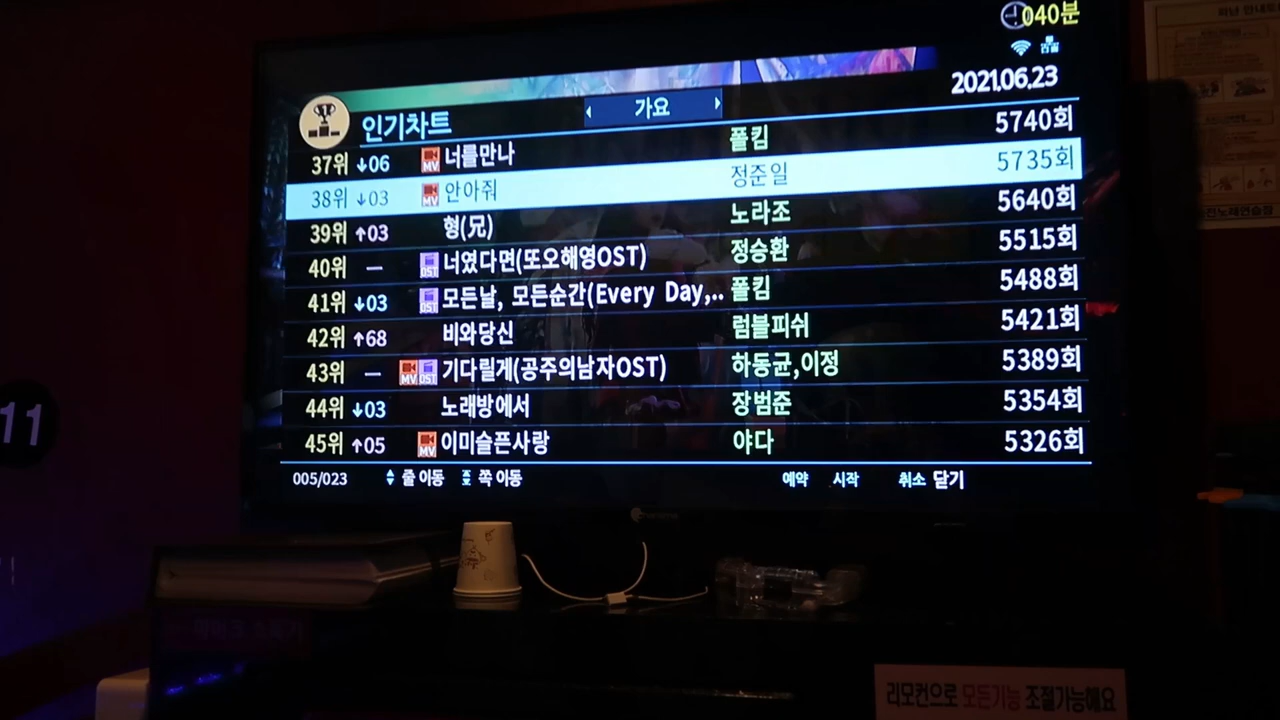 040분
2021.06.23
인기차트
가요
37위 ↓06 MV 너를만나 폴킴 5740회
38위 ↓03 MV 안아줘 정준일 5735회
39위 ↑03 형(兄) 노라조 5640회
40위 – OST 너였다면(또오해영OST) 정승환 5515회
41위 ↓03 OST 모든날, 모든순간(Every Day,.. 폴킴 5488회
42위 ↑68 비와당신 럼블피쉬 5421회
43위 – MV OST 기다릴게(공주의남자OST) 하동균,이정 5389회
44위 ↓03 노래방에서 장범준 5354회
45위 ↑05 MV 이미슬픈사랑 야다 5326회
005/023 줄 이동 쪽 이동 예약 시작 취소 닫기
11
리모컨으로 모든기능 조절가능해요